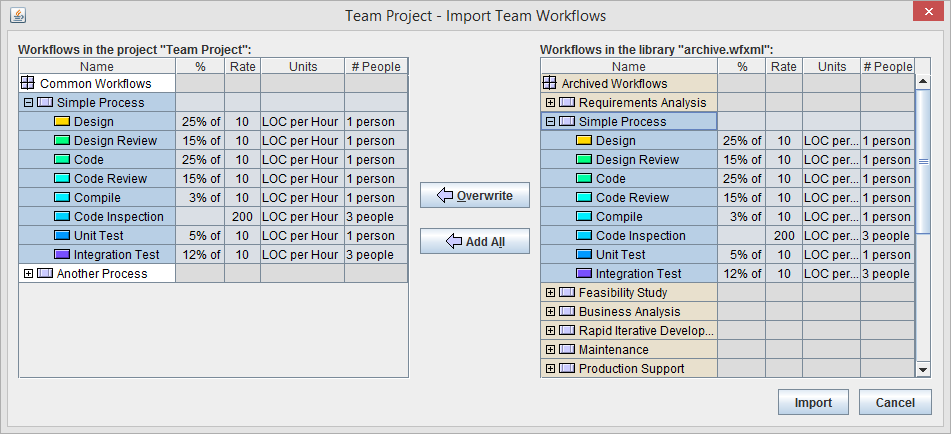 Team Project - Import Team Workflows
Workflows in the project "Team Project":
Name % Rate Units # People
Common Workflows
Simple Process
Design 25% of 10 LOC per Hour 1 person
Design Review 15% of 10 LOC per Hour 1 person
Code 25% of 10 LOC per Hour 1 person
Code Review 15% of 10 LOC per Hour 1 person
Compile 3% of 10 LOC per Hour 1 person
Code Inspection 200 LOC per Hour 3 people
Unit Test 5% of 10 LOC per Hour 1 person
Integration Test 12% of 10 LOC per Hour 3 people
Another Process
Overwrite
Add All
Workflows in the library "archive.wfxml":
Name % Rate Units # People
Archived Workflows
Requirements Analysis
Simple Process
Design 25% of 10 LOC per... 1 person
Design Review 15% of 10 LOC per... 1 person
Code 25% of 10 LOC per... 1 person
Code Review 15% of 10 LOC per... 1 person
Compile 3% of 10 LOC per... 1 person
Code Inspection 200 LOC per... 3 people
Unit Test 5% of 10 LOC per... 1 person
Integration Test 12% of 10 LOC per... 3 people
Feasibility Study
Business Analysis
Rapid Iterative Develop...
Maintenance
Production Support
Import Cancel